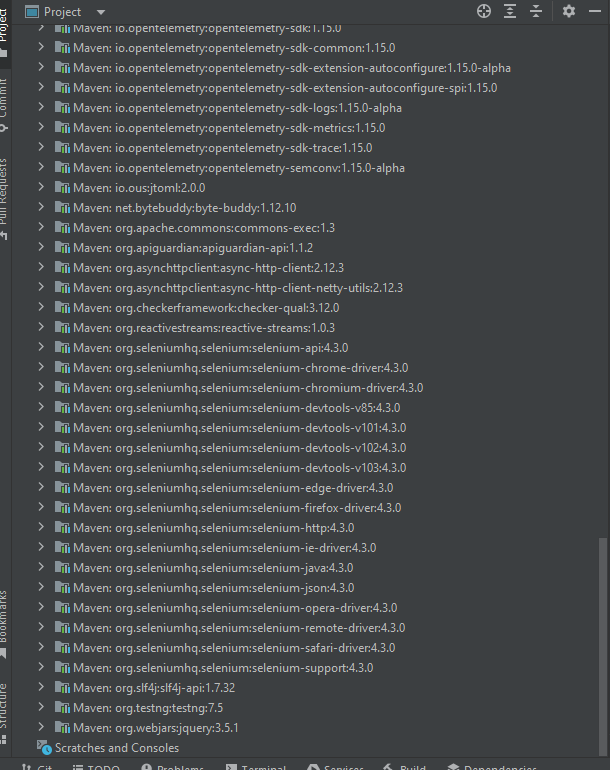 Project
Project
Commit
Pull Requests
Bookmarks
Structure
Maven: io.opentelemetry:opentelemetry-sdk:1.15.0
Maven: io.opentelemetry:opentelemetry-sdk-common:1.15.0
Maven: io.opentelemetry:opentelemetry-sdk-extension-autoconfigure:1.15.0-alpha
Maven: io.opentelemetry:opentelemetry-sdk-extension-autoconfigure-spi:1.15.0
Maven: io.opentelemetry:opentelemetry-sdk-logs:1.15.0-alpha
Maven: io.opentelemetry:opentelemetry-sdk-metrics:1.15.0
Maven: io.opentelemetry:opentelemetry-sdk-trace:1.15.0
Maven: io.opentelemetry:opentelemetry-semconv:1.15.0-alpha
Maven: io.ous:jtoml:2.0.0
Maven: net.bytebuddy:byte-buddy:1.12.10
Maven: org.apache.commons:commons-exec:1.3
Maven: org.apiguardian:apiguardian-api:1.1.2
Maven: org.asynchttpclient:async-http-client:2.12.3
Maven: org.asynchttpclient:async-http-client-netty-utils:2.12.3
Maven: org.checkerframework:checker-qual:3.12.0
Maven: org.reactivestreams:reactive-streams:1.0.3
Maven: org.seleniumhq.selenium:selenium-api:4.3.0
Maven: org.seleniumhq.selenium:selenium-chrome-driver:4.3.0
Maven: org.seleniumhq.selenium:selenium-chromium-driver:4.3.0
Maven: org.seleniumhq.selenium:selenium-devtools-v85:4.3.0
Maven: org.seleniumhq.selenium:selenium-devtools-v101:4.3.0
Maven: org.seleniumhq.selenium:selenium-devtools-v102:4.3.0
Maven: org.seleniumhq.selenium:selenium-devtools-v103:4.3.0
Maven: org.seleniumhq.selenium:selenium-edge-driver:4.3.0
Maven: org.seleniumhq.selenium:selenium-firefox-driver:4.3.0
Maven: org.seleniumhq.selenium:selenium-http:4.3.0
Maven: org.seleniumhq.selenium:selenium-ie-driver:4.3.0
Maven: org.seleniumhq.selenium:selenium-java:4.3.0
Maven: org.seleniumhq.selenium:selenium-json:4.3.0
Maven: org.seleniumhq.selenium:selenium-opera-driver:4.3.0
Maven: org.seleniumhq.selenium:selenium-remote-driver:4.3.0
Maven: org.seleniumhq.selenium:selenium-safari-driver:4.3.0
Maven: org.seleniumhq.selenium:selenium-support:4.3.0
Maven: org.slf4j:slf4j-api:1.7.32
Maven: org.testng:testng:7.5
Maven: org.webjars:jquery:3.5.1
Scratches and Consoles
Git TODO Problems Terminal Services Build Dependencies